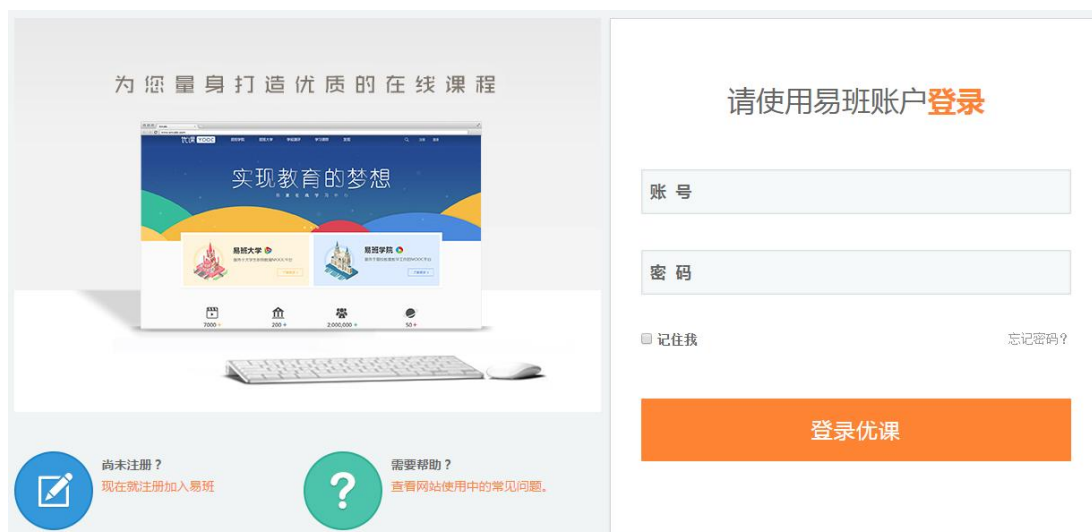 为您量身打造优质的在线课程
优课 YOOC
实现教育的梦想
易班大学
易班学院
7000 +
200 +
2,000,000 +
50 +
尚未注册？
现在就注册加入易班
需要帮助？
查看网站使用中的常见问题。
请使用易班账户登录
账 号
密 码
记住我
忘记密码?
登录优课